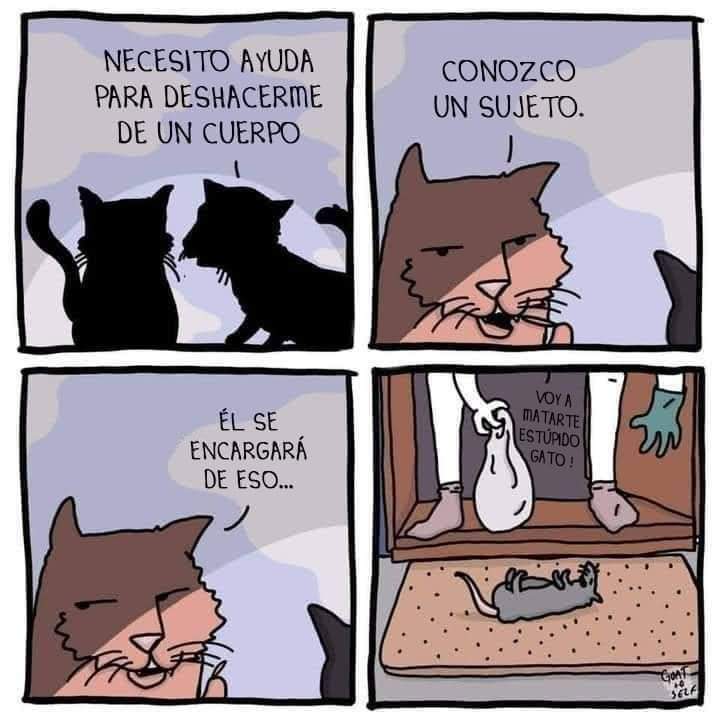 NECESITO AYUDA
PARA DESHACERME
DE UN CUERPO
CONOZCO
UN SUJETO.
ÉL SE
ENCARGARÁ
DE ESO...
VOY A
MATARTE
ESTÚPIDO
GATO!
GOAT
TO
SELF